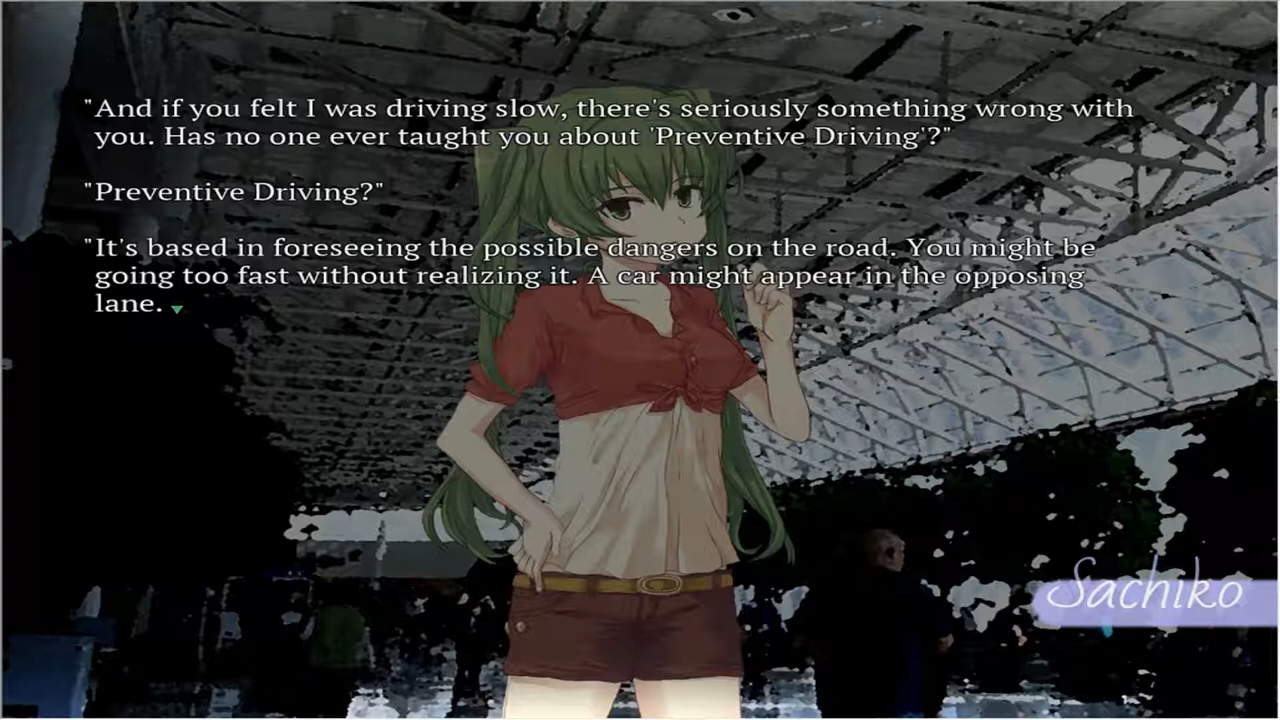 "And if you felt I was driving slow, there's seriously something wrong with
you. Has no one ever taught you about 'Preventive Driving'?"
"Preventive Driving?"
"It's based in foreseeing the possible dangers on the road. You might be
going too fast without realizing it. A car might appear in the opposing
lane.
Sachiko